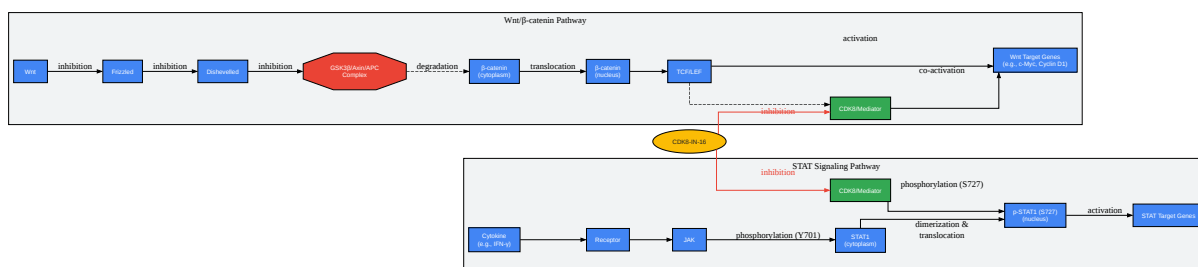 Wnt/β-catenin Pathway
Wnt
inhibition
Frizzled
inhibition
Dishevelled
inhibition
GSK3β/Axin/APC
Complex
degradation
β-catenin
(cytoplasm)
translocation
β-catenin
(nucleus)
TCF/LEF
activation
co-activation
Wnt Target Genes
(e.g., c-Myc, Cyclin D1)
inhibition
CDK8/Mediator
CDK8-IN-16
STAT Signaling Pathway
inhibition
CDK8/Mediator
phosphorylation (S727)
Cytokine
(e.g., IFN-γ)
Receptor
JAK
phosphorylation (Y701)
STAT1
(cytoplasm)
dimerization &
translocation
p-STAT1 (S727)
(nucleus)
activation
STAT Target Genes